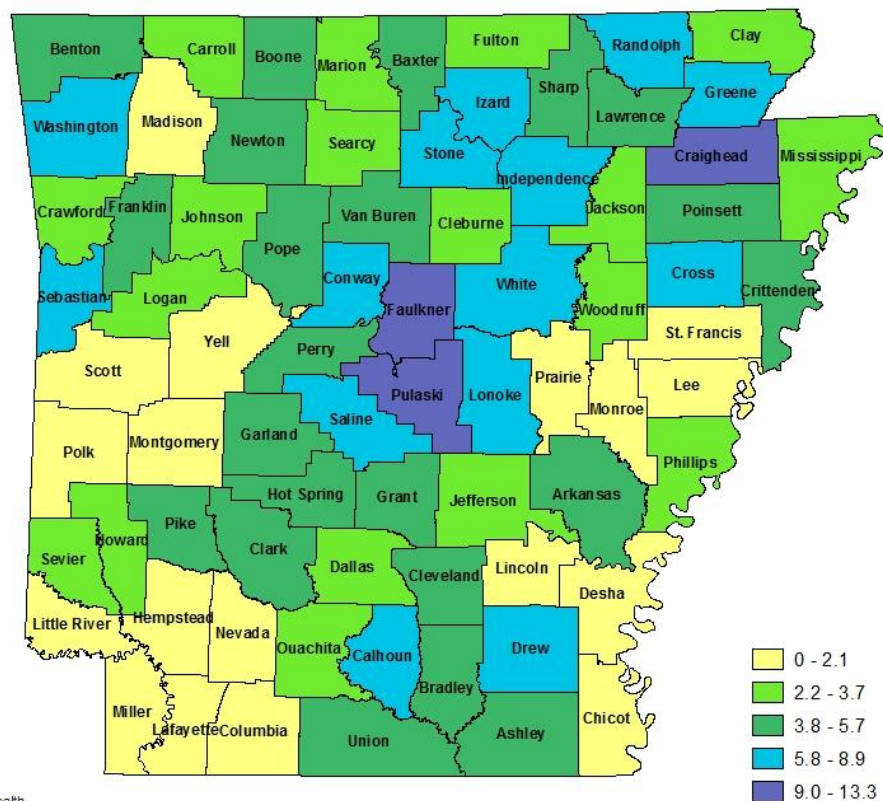 Benton
Carroll
Boone
Marion
Baxter
Fulton
Randolph
Clay
Izard
Sharp
Greene
Lawrence
Washington
Madison
Newton
Searcy
Stone
Independence
Craighead
Mississippi
Crawford
Franklin
Johnson
Van Buren
Cleburne
Jackson
Poinsett
Pope
Conway
White
Cross
Crittenden
Sebastian
Logan
Faulkner
Woodruff
St. Francis
Yell
Perry
Scott
Pulaski
Lonoke
Prairie
Lee
Monroe
Saline
Garland
Polk
Montgomery
Phillips
Hot Spring
Grant
Jefferson
Arkansas
Pike
Howard
Clark
Sevier
Dallas
Cleveland
Lincoln
Desha
Little River
Hempstead
Nevada
Ouachita
Calhoun
Drew
Bradley
Miller
Lafayette
Columbia
Union
Ashley
Chicot
0 - 2.1
2.2 - 3.7
3.8 - 5.7
5.8 - 8.9
9.0 - 13.3